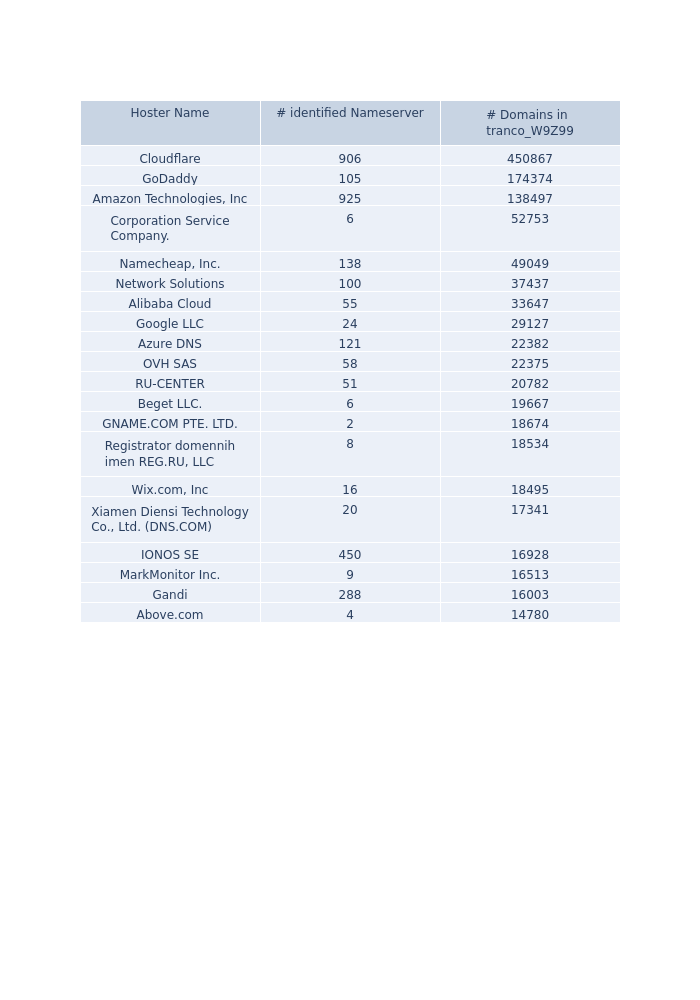 Hoster Name # identified Nameserver # Domains in
tranco_W9Z99
Cloudflare 906 450867
GoDaddy 105 174374
Amazon Technologies, Inc 925 138497
Corporation Service 6 52753
Company.
Namecheap, Inc. 138 49049
Network Solutions 100 37437
Alibaba Cloud 55 33647
Google LLC 24 29127
Azure DNS 121 22382
OVH SAS 58 22375
RU-CENTER 51 20782
Beget LLC. 6 19667
GNAME.COM PTE. LTD. 2 18674
Registrator domennih 8 18534
imen REG.RU, LLC
Wix.com, Inc 16 18495
Xiamen Diensi Technology 20 17341
Co., Ltd. (DNS.COM)
IONOS SE 450 16928
MarkMonitor Inc. 9 16513
Gandi 288 16003
Above.com 4 14780